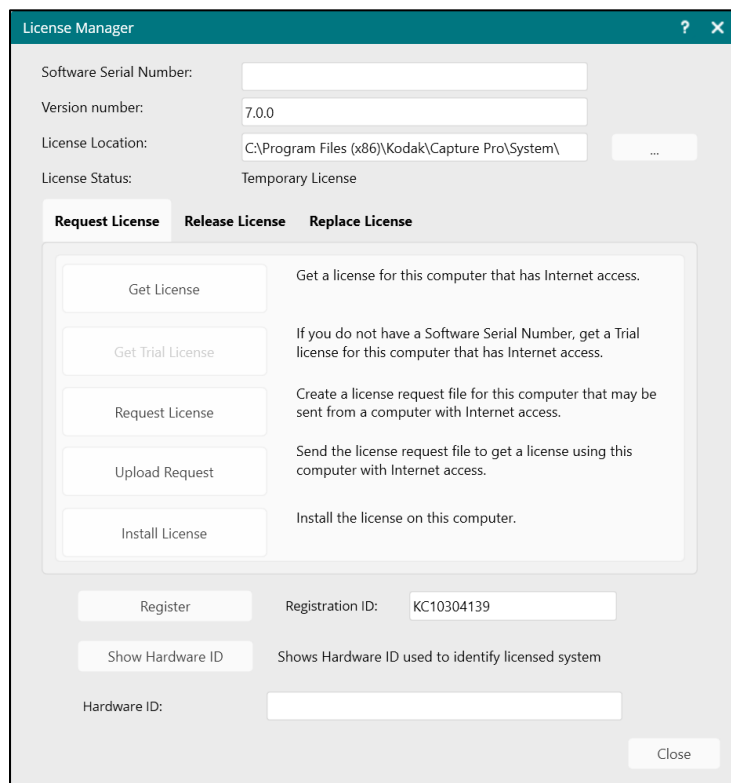 License Manager ? ✕
Software Serial Number:
Version number: 7.0.0
License Location: C:\Program Files (x86)\Kodak\Capture Pro\System\ ...
License Status: Temporary License
Request License Release License Replace License
Get License
Get a license for this computer that has Internet access.
Get Trial License
If you do not have a Software Serial Number, get a Trial
license for this computer that has Internet access.
Request License
Create a license request file for this computer that may be
sent from a computer with Internet access.
Upload Request
Send the license request file to get a license using this
computer with Internet access.
Install License
Install the license on this computer.
Register Registration ID: KC10304139
Show Hardware ID Shows Hardware ID used to identify licensed system
Hardware ID:
Close